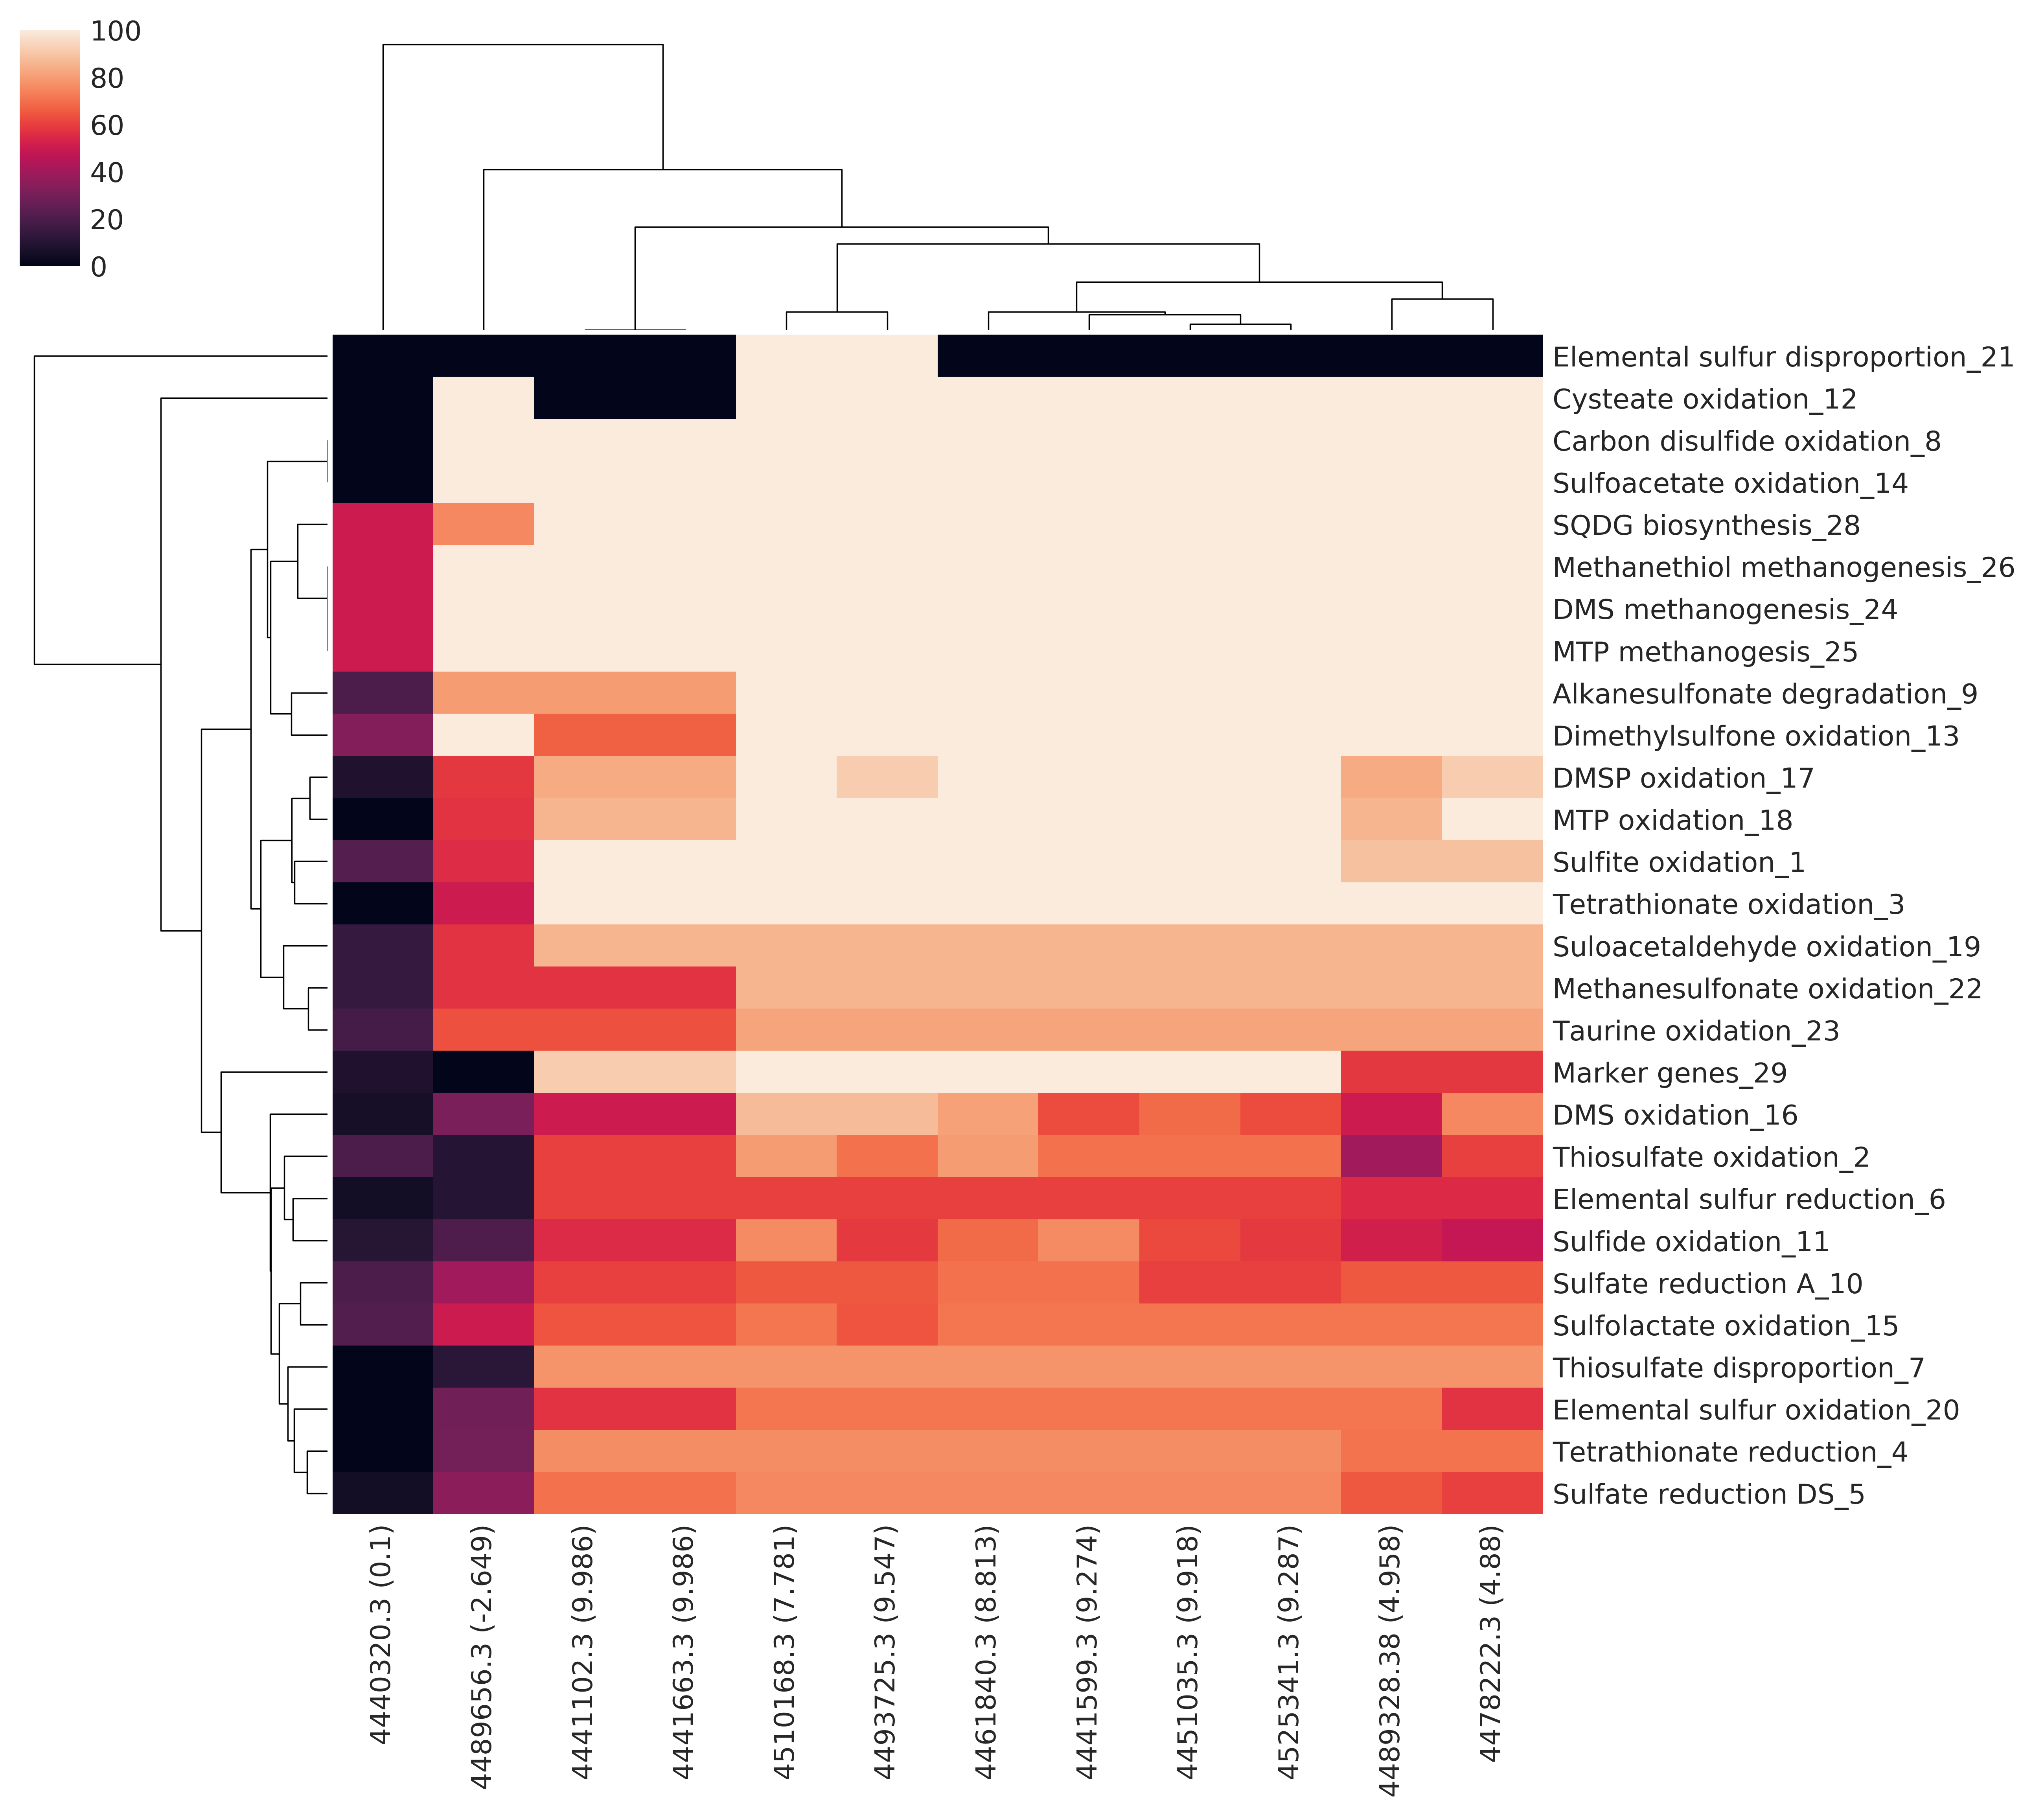 100
80
60
40
20
0
Elemental sulfur disproportion_21
Cysteate oxidation_12
Carbon disulfide oxidation_8
Sulfoacetate oxidation_14
SQDG biosynthesis_28
Methanethiol methanogenesis_26
DMS methanogenesis_24
MTP methanogesis_25
Alkanesulfonate degradation_9
Dimethylsulfone oxidation_13
DMSP oxidation_17
MTP oxidation_18
Sulfite oxidation_1
Tetrathionate oxidation_3
Suloacetaldehyde oxidation_19
Methanesulfonate oxidation_22
Taurine oxidation_23
Marker genes_29
DMS oxidation_16
Thiosulfate oxidation_2
Elemental sulfur reduction_6
Sulfide oxidation_11
Sulfate reduction A_10
Sulfolactate oxidation_15
Thiosulfate disproportion_7
Elemental sulfur oxidation_20
Tetrathionate reduction_4
Sulfate reduction DS_5
4440320.3 (0.1)
4489656.3 (-2.649)
4441102.3 (9.986)
4441663.3 (9.986)
4510168.3 (7.781)
4493725.3 (9.547)
4461840.3 (8.813)
4441599.3 (9.274)
4451035.3 (9.918)
4525341.3 (9.287)
4489328.38 (4.958)
4478222.3 (4.88)